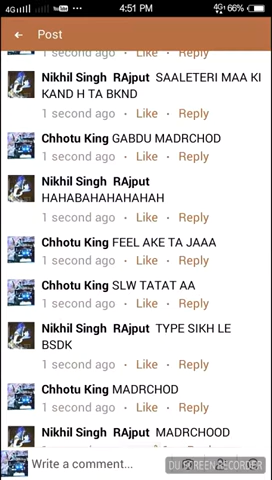 4G 4G 4G+ 66% 4:51 PM
Post
1 second ago · Like · Reply
Nikhil Singh RAjput SAALETERI MAA KI
KAND H TA BKND
1 second ago · Like · Reply
Chhotu King GABDU MADRCHOD
1 second ago · Like · Reply
Nikhil Singh RAjput
HAHABAHAHAHAHAH
1 second ago · Like · Reply
Chhotu King FEEL AKE TA JAAA
1 second ago · Like · Reply
Chhotu King SLW TATAT AA
1 second ago · Like · Reply
Nikhil Singh RAjput TYPE SIKH LE
BSDK
1 second ago · Like · Reply
Chhotu King MADRCHOD
1 second ago · Like · Reply
Nikhil Singh RAjput MADRCHOOD
Write a comment...
DU SCREEN RECORDER